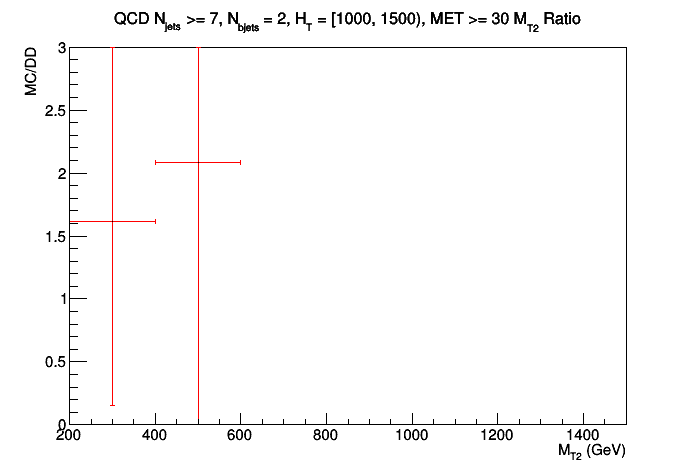 QCD N_jets >= 7, N_bjets = 2, H_T = [1000, 1500), MET >= 30 M_T2 Ratio
MC/DD
3
2.5
2
1.5
1
0.5
0
200 400 600 800 1000 1200 1400
M_T2 (GeV)